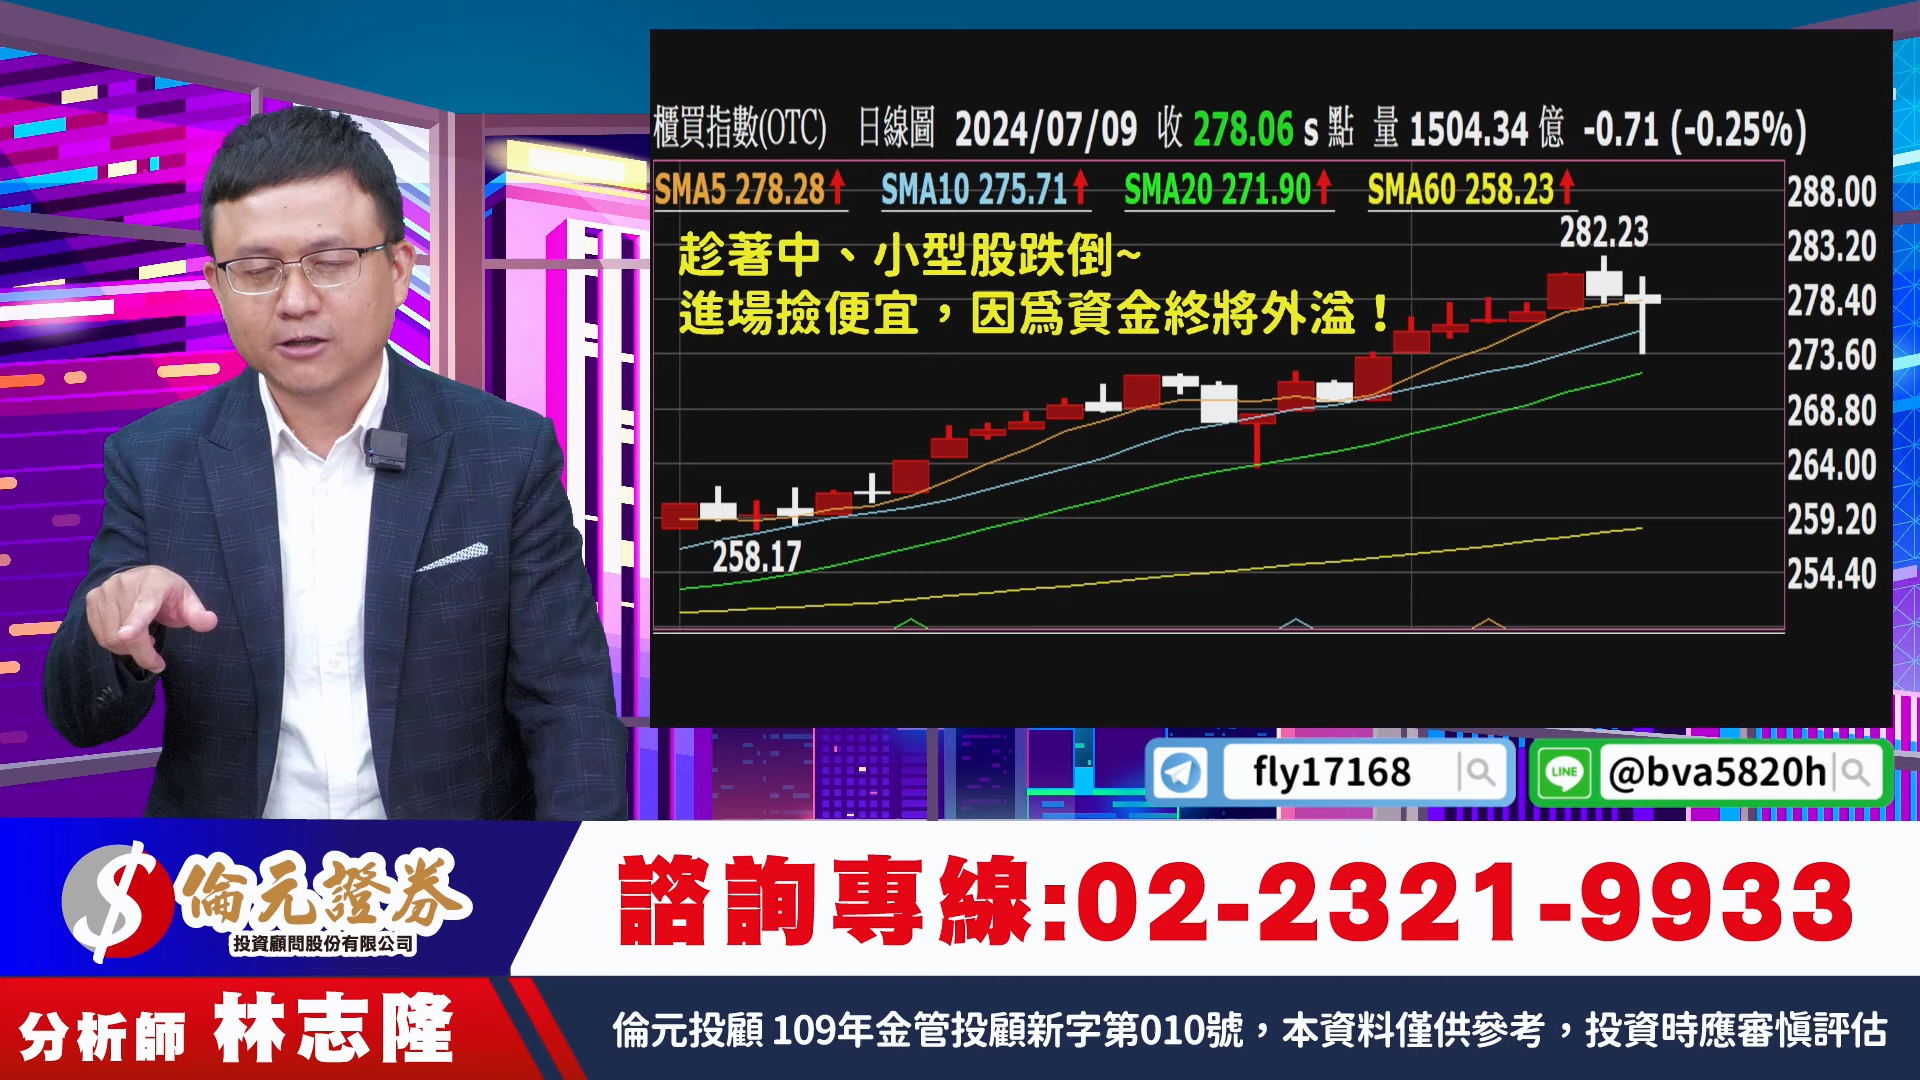 櫃買指數(OTC) 日線圖 2024/07/09 收 278.06 s 點 量 1504.34 億 -0.71 (-0.25%)
SMA5 278.28↑ SMA10 275.71↑ SMA20 271.90↑ SMA60 258.23↑
趁著中、小型股跌倒~
進場撿便宜，因為資金終將外溢！
282.23
258.17
288.00
283.20
278.40
273.60
268.80
264.00
259.20
254.40
fly17168
LINE @bva5820h
倫元證券
投資顧問股份有限公司
諮詢專線:02-2321-9933
分析師 林志隆
倫元投顧 109年金管投顧新字第010號，本資料僅供參考，投資時應審慎評估